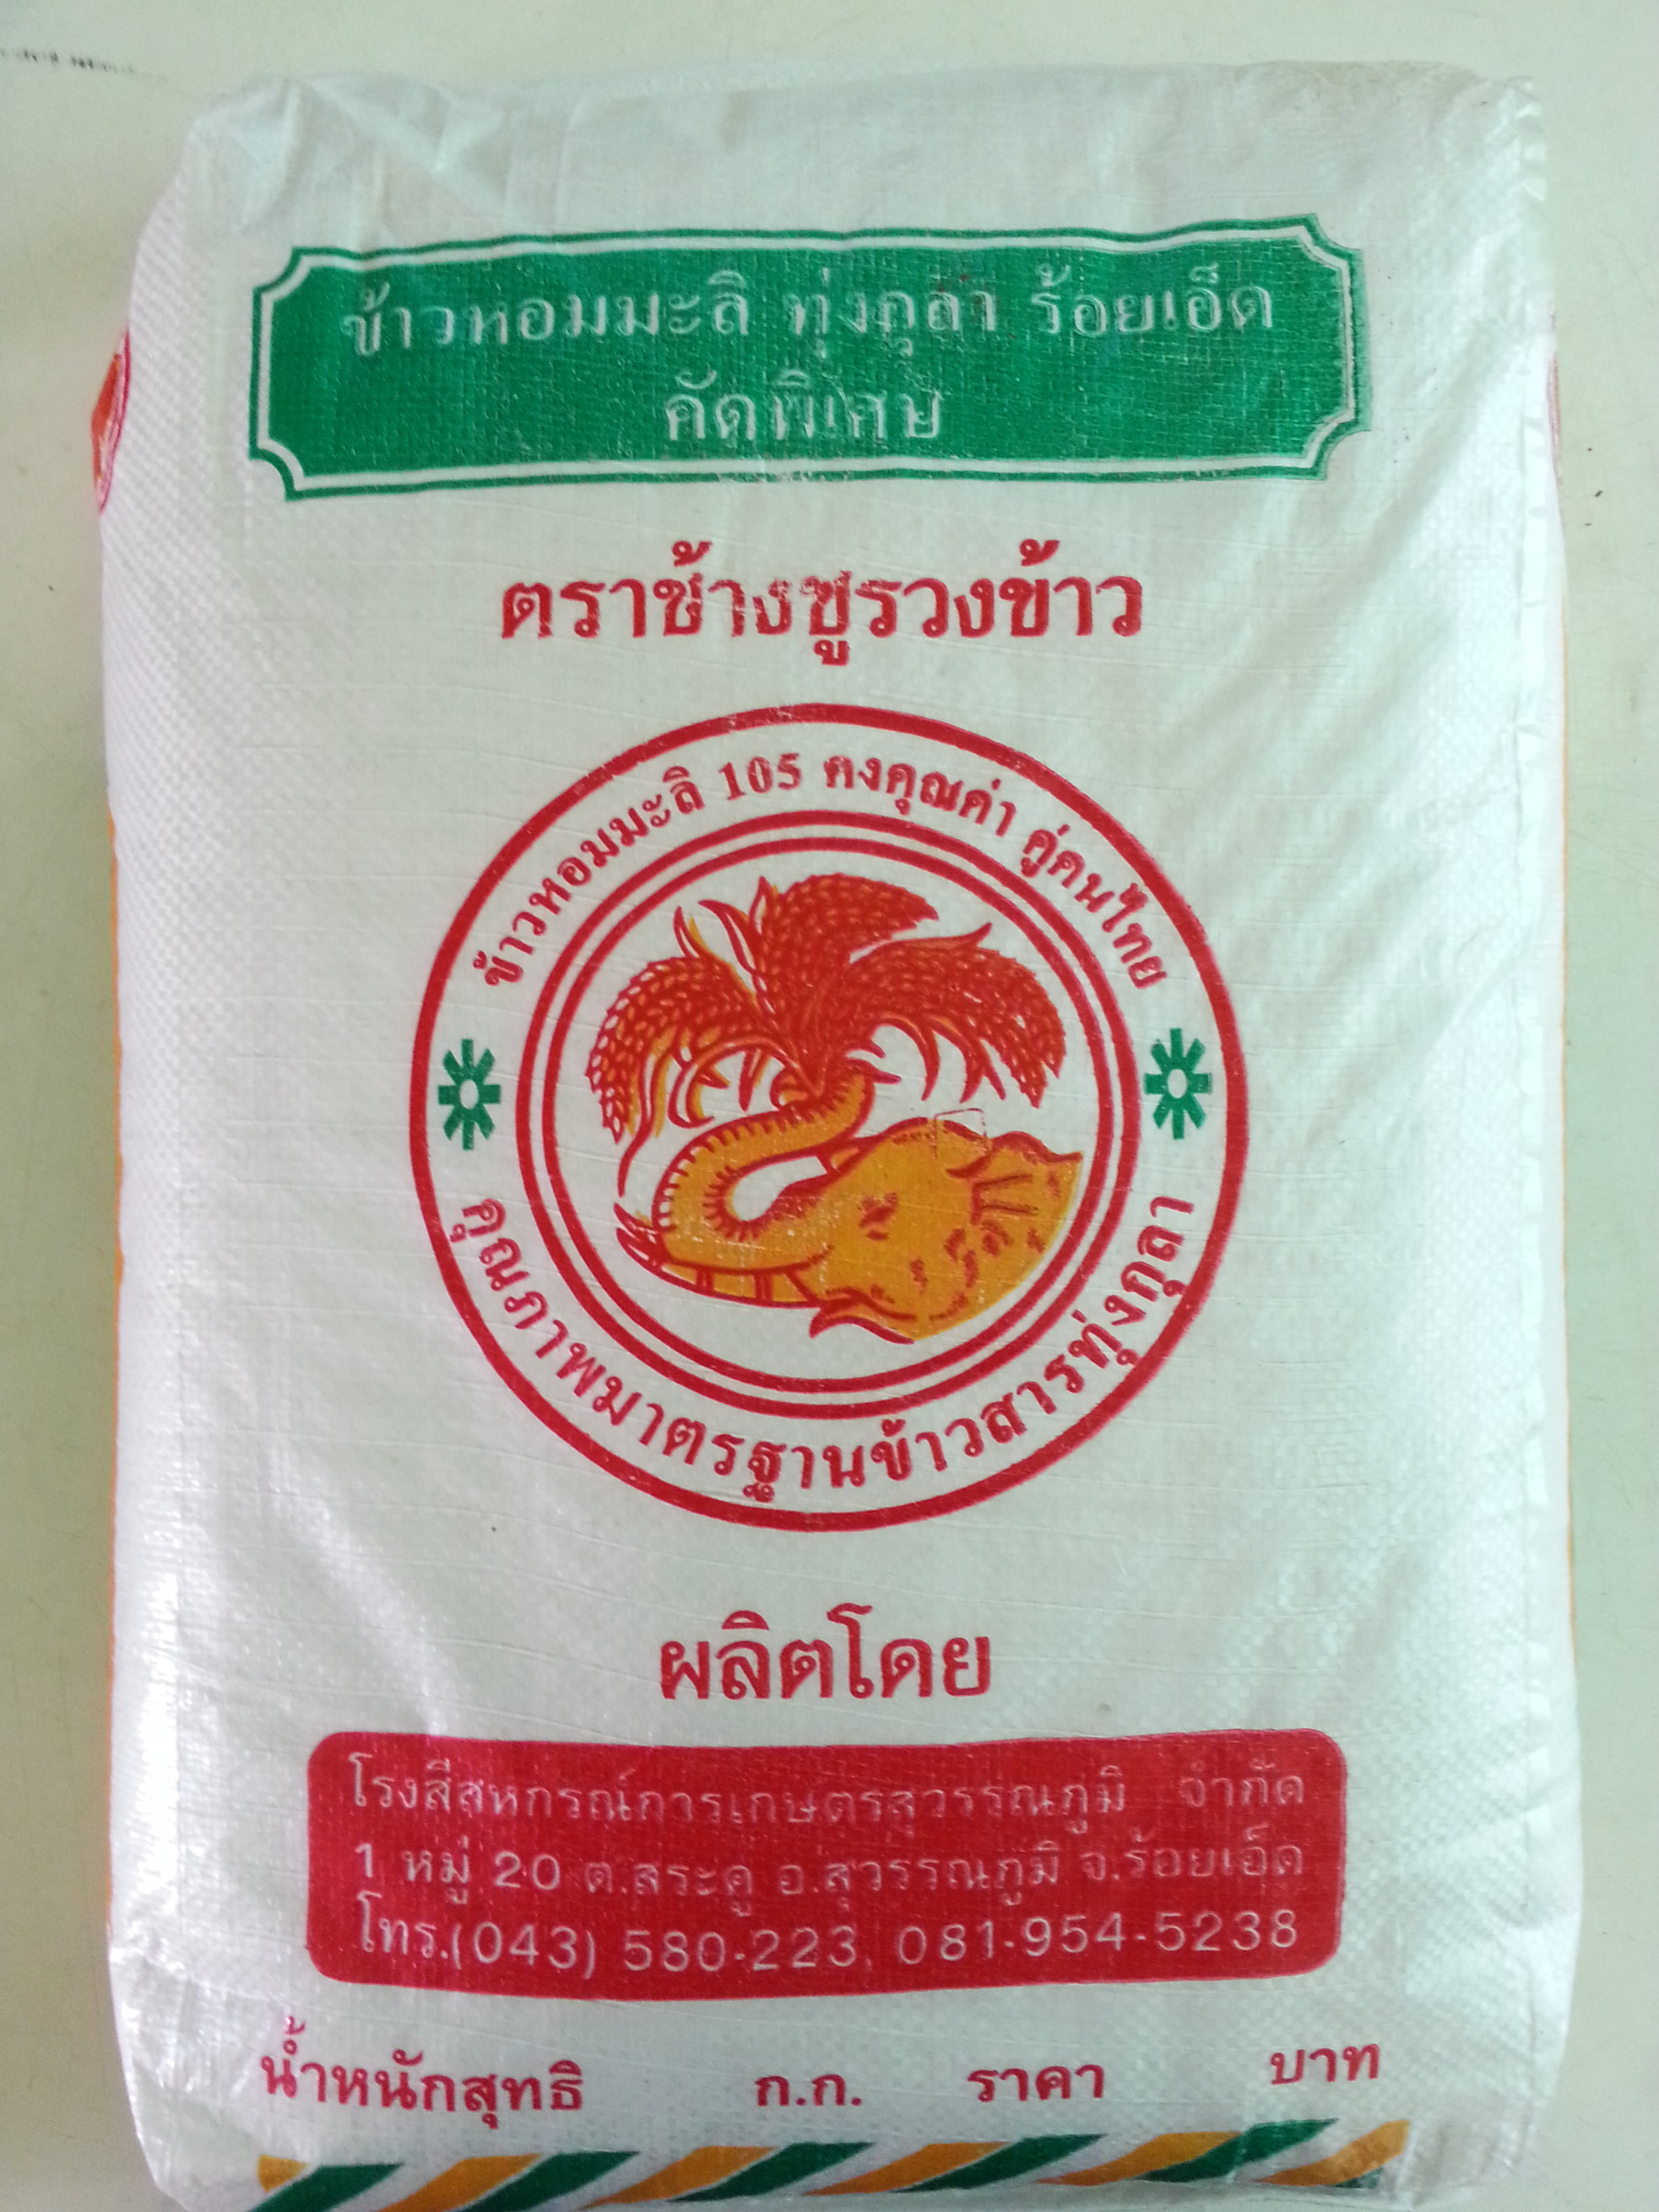 ข้าวหอมมะลิ ทุ่งกุลา ร้อยเอ็ด
คัดพิเศษ
ตราช้างชูรวงข้าว
ข้าวหอมมะลิ 105 คงคุณค่า คู่คนไทย
คุณภาพมาตรฐานข้าวสารทุ่งกุลา
ผลิตโดย
โรงสีสหกรณ์การเกษตรสุวรรณภูมิ จำกัด
1 หมู่ 20 ต.สระคู อ.สุวรรณภูมิ จ.ร้อยเอ็ด
โทร.(043) 580-223, 081-954-5238
น้ำหนักสุทธิ ก.ก. ราคา บาท